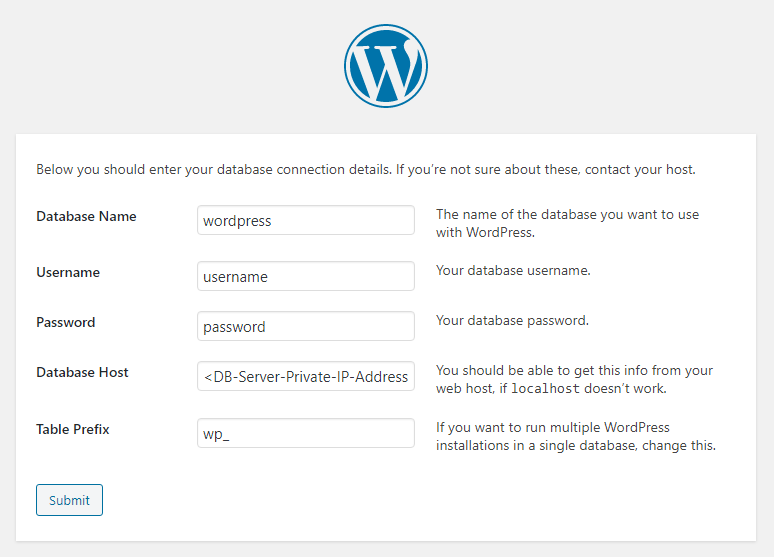 Below you should enter your database connection details. If you’re not sure about these, contact your host.
Database Name
wordpress
The name of the database you want to use
with WordPress.
Username
username
Your database username.
Password
password
Your database password.
Database Host
<DB-Server-Private-IP-Address
You should be able to get this info from your
web host, if localhost doesn’t work.
Table Prefix
wp_
If you want to run multiple WordPress
installations in a single database, change this.
Submit